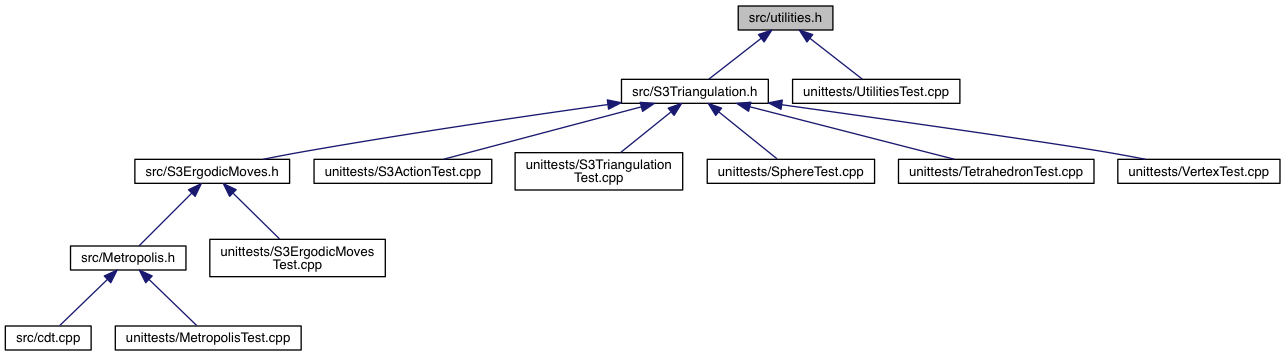 src/utilities.h
src/S3Triangulation.h
unittests/UtilitiesTest.cpp
src/S3ErgodicMoves.h
unittests/S3ActionTest.cpp
unittests/S3Triangulation
Test.cpp
unittests/SphereTest.cpp
unittests/TetrahedronTest.cpp
unittests/VertexTest.cpp
src/Metropolis.h
unittests/S3ErgodicMoves
Test.cpp
src/cdt.cpp
unittests/MetropolisTest.cpp